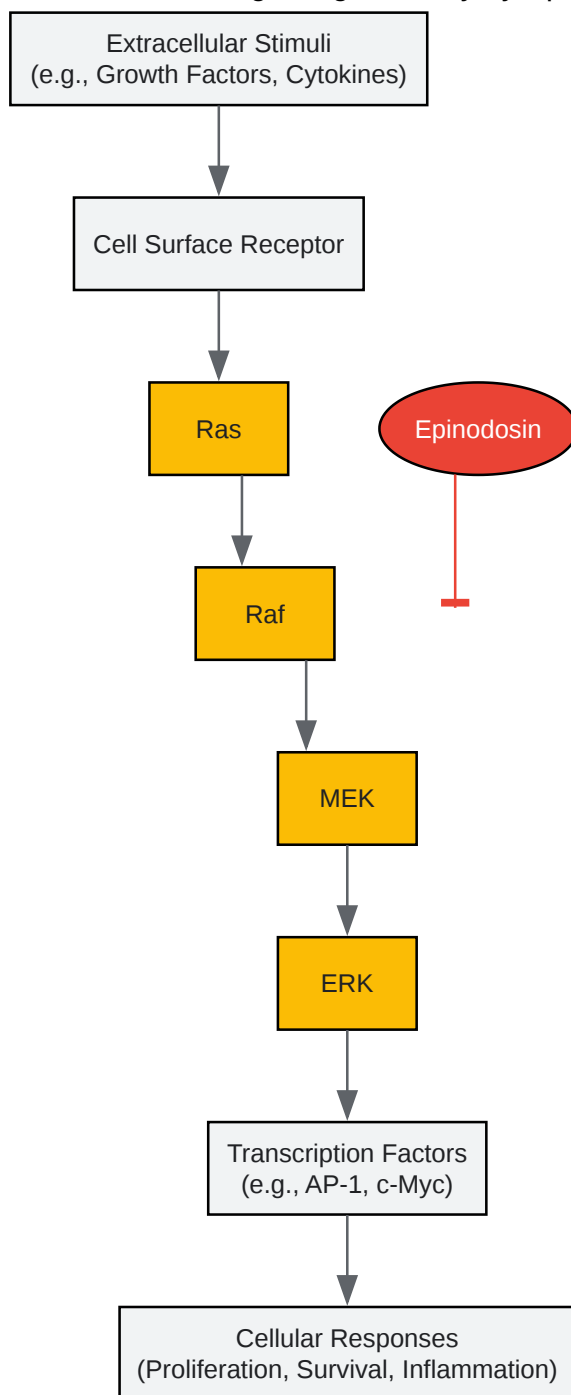 Extracellular Stimuli
(e.g., Growth Factors, Cytokines)
Cell Surface Receptor
Ras
Epinodosin
Raf
MEK
ERK
Transcription Factors
(e.g., AP-1, c-Myc)
Cellular Responses
(Proliferation, Survival, Inflammation)